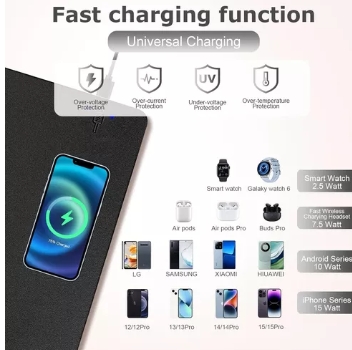 Fast charging function
Universal Charging
Over-voltage
Protection
Over-current
Protection
UV
Under-voltage
Protection
Over-temperature
Protection
Smart watch
Galaky watch 6
Smart Watch
2.5 Watt
Air pods
Air pods Pro
Buds Pro
Fast Wireless
Charging Headset
7.5 Watt
LG
SAMSUNG
XIAOMI
HIUAWEI
Android Series
10 Watt
12/12Pro
13/13Pro
14/14Pro
15/15Pro
iPhone Series
15 Watt